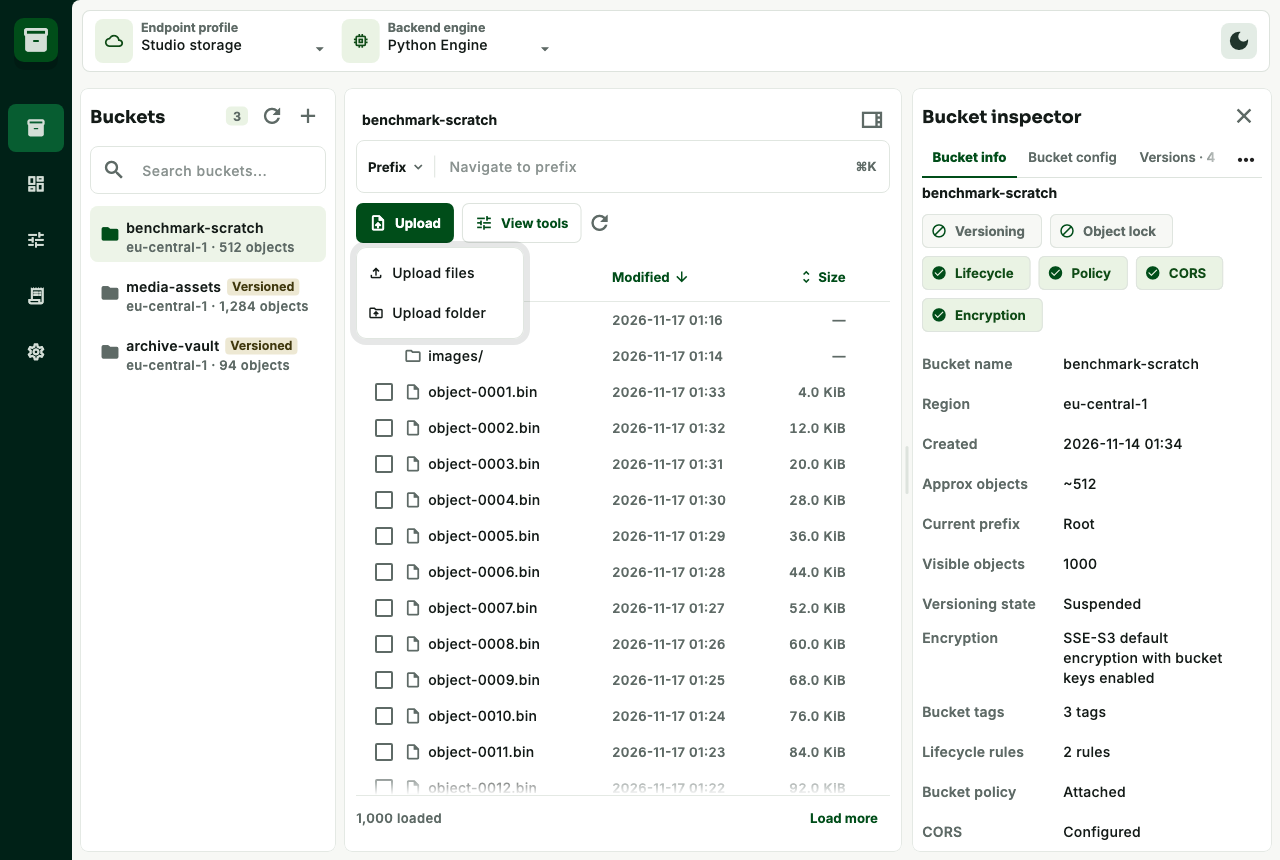 Endpoint profile
Studio storage
Backend engine
Python Engine
Buckets
3
Search buckets...
benchmark-scratch
eu-central-1 · 512 objects
media-assets Versioned
eu-central-1 · 1,284 objects
archive-vault Versioned
eu-central-1 · 94 objects
benchmark-scratch
Prefix
Navigate to prefix
⌘K
Upload
View tools
Upload files
Upload folder
Modified
Size
2026-11-17 01:16 —
images/ 2026-11-17 01:14 —
object-0001.bin 2026-11-17 01:33 4.0 KiB
object-0002.bin 2026-11-17 01:32 12.0 KiB
object-0003.bin 2026-11-17 01:31 20.0 KiB
object-0004.bin 2026-11-17 01:30 28.0 KiB
object-0005.bin 2026-11-17 01:29 36.0 KiB
object-0006.bin 2026-11-17 01:28 44.0 KiB
object-0007.bin 2026-11-17 01:27 52.0 KiB
object-0008.bin 2026-11-17 01:26 60.0 KiB
object-0009.bin 2026-11-17 01:25 68.0 KiB
object-0010.bin 2026-11-17 01:24 76.0 KiB
object-0011.bin 2026-11-17 01:23 84.0 KiB
object-0012.bin 2026-11-17 01:22 92.0 KiB
1,000 loaded
Load more
Bucket inspector
Bucket info
Bucket config
Versions · 4
benchmark-scratch
Versioning
Object lock
Lifecycle
Policy
CORS
Encryption
Bucket name benchmark-scratch
Region eu-central-1
Created 2026-11-14 01:34
Approx objects ~512
Current prefix Root
Visible objects 1000
Versioning state Suspended
Encryption SSE-S3 default
encryption with bucket
keys enabled
Bucket tags 3 tags
Lifecycle rules 2 rules
Bucket policy Attached
CORS Configured